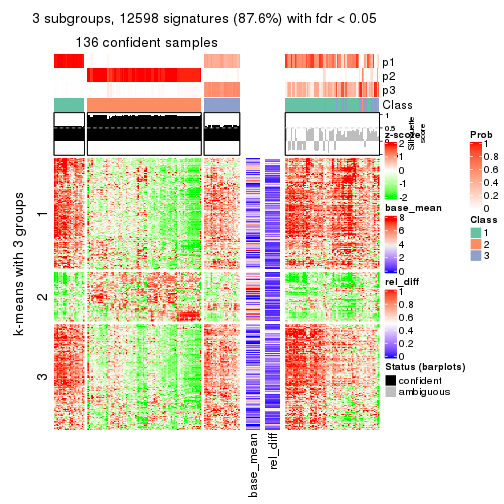 3 subgroups, 12598 signatures (87.6%) with fdr < 0.05
136 confident samples
p1
p2
p3
Class
1
0.5
0
Silhouette
score
k-means with 3 groups
1
2
3
base_mean
rel_diff
z-score
2
1
0
-1
-2
base_mean
8
6
4
2
0
rel_diff
1
0.8
0.6
0.4
0.2
0
Status (barplots)
confident
ambiguous
Prob
1
0.8
0.6
0.4
0.2
0
Class
1
2
3